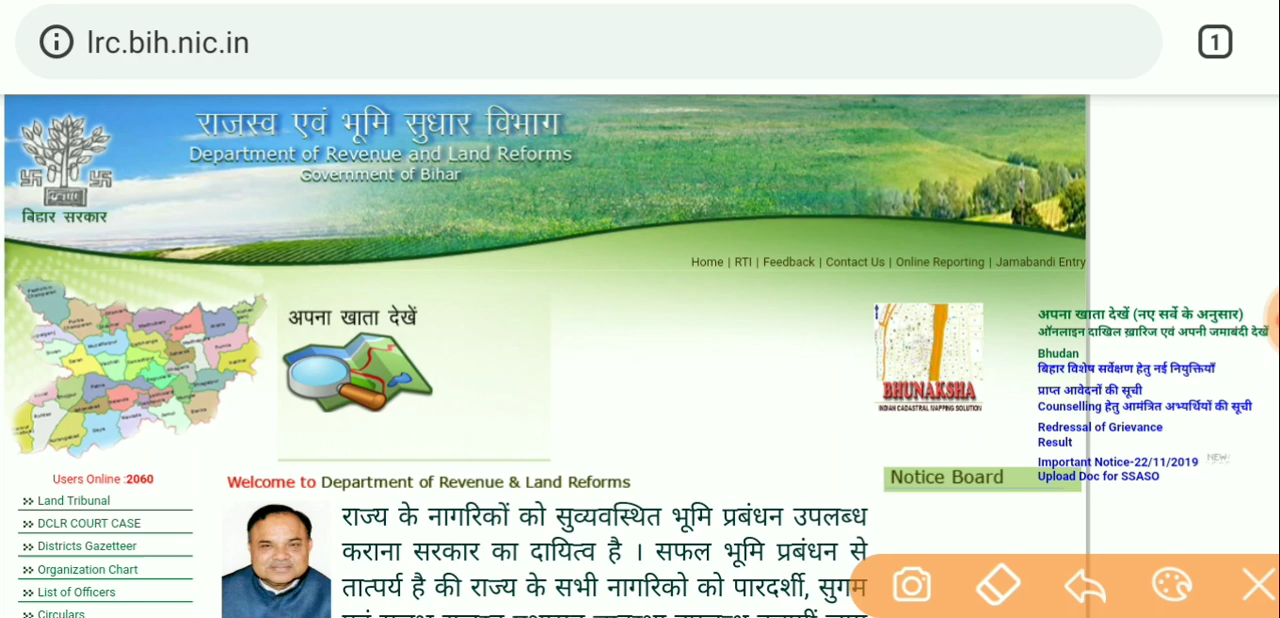 lrc.bih.nic.in
1
राजस्व एवं भूमि सुधार विभाग
Department of Revenue and Land Reforms
Government of Bihar
बिहार सरकार
Home | RTI | Feedback | Contact Us | Online Reporting | Jamabandi Entry
अपना खाता देखें
BHUNAKSHA
INDIAN CADASTRAL MAPPING SOLUTION
अपना खाता देखें (नए सर्वे के अनुसार)
ऑनलाइन दाखिल ख़ारिज एवं अपनी जमाबंदी देखें
Bhudan
बिहार विशेष सर्वेक्षण हेतु नई नियुक्तियाँ
प्राप्त आवेदनों की सूची
Counselling हेतु आमंत्रित अभ्यर्थियों की सूची
Redressal of Grievance
Result
Important Notice-22/11/2019 NEW
Upload Doc for SSASO
Notice Board
Users Online :2060
Land Tribunal
DCLR COURT CASE
Districts Gazetteer
Organization Chart
List of Officers
Circulars
Welcome to Department of Revenue & Land Reforms
राज्य के नागरिकों को सुव्यवस्थित भूमि प्रबंधन उपलब्ध
कराना सरकार का दायित्व है । सफल भूमि प्रबंधन से
तात्पर्य है की राज्य के सभी नागरिको को पारदर्शी, सुगम